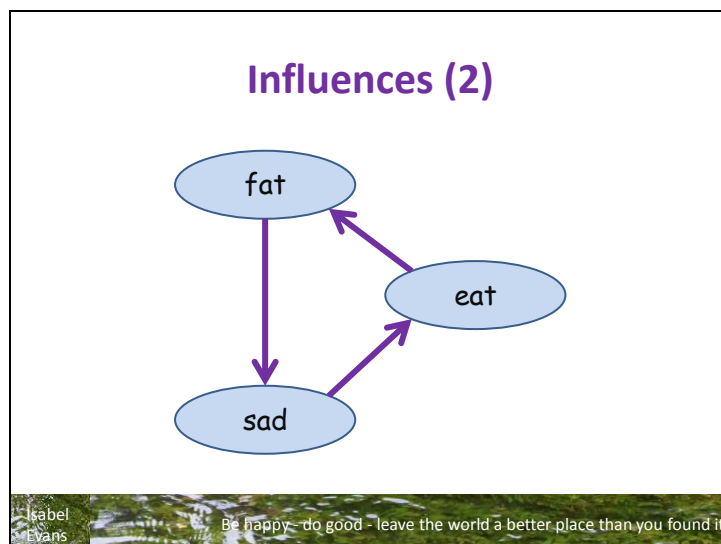 Influences (2)
fat
eat
sad
Isabel
Evans
Be happy - do good - leave the world a better place than you found it